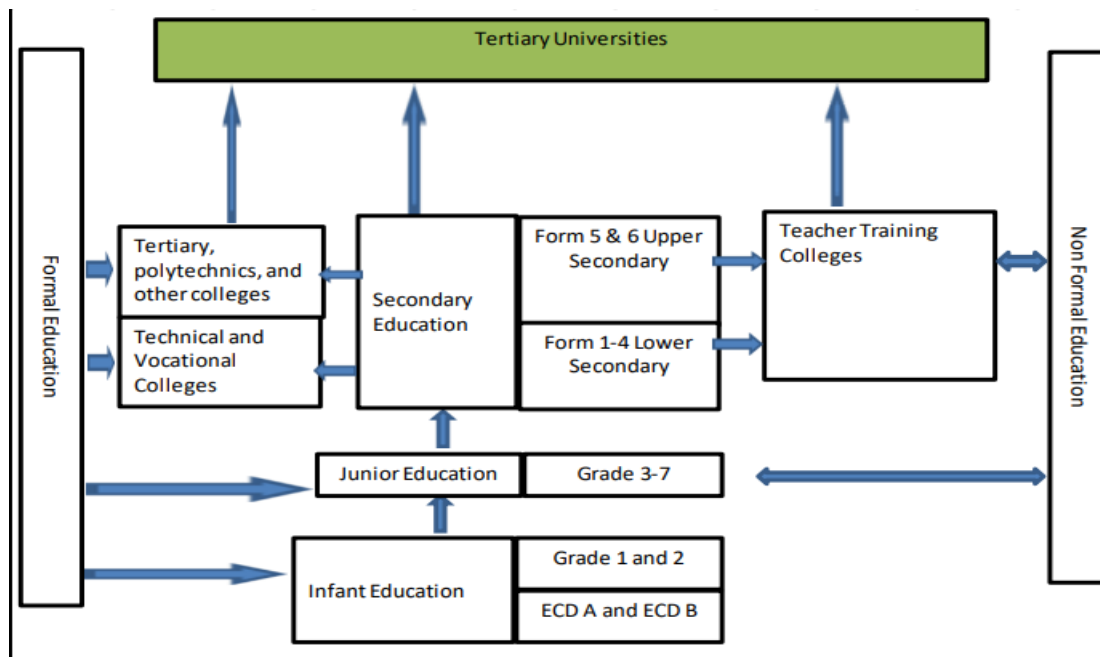 Tertiary Universities
Formal Education
Tertiary,
polytechnics, and
other colleges
Technical and
Vocational
Colleges
Secondary
Education
Form 5 & 6 Upper
Secondary
Form 1-4 Lower
Secondary
Teacher Training
Colleges
Non Formal Education
Junior Education
Grade 3-7
Infant Education
Grade 1 and 2
ECD A and ECD B